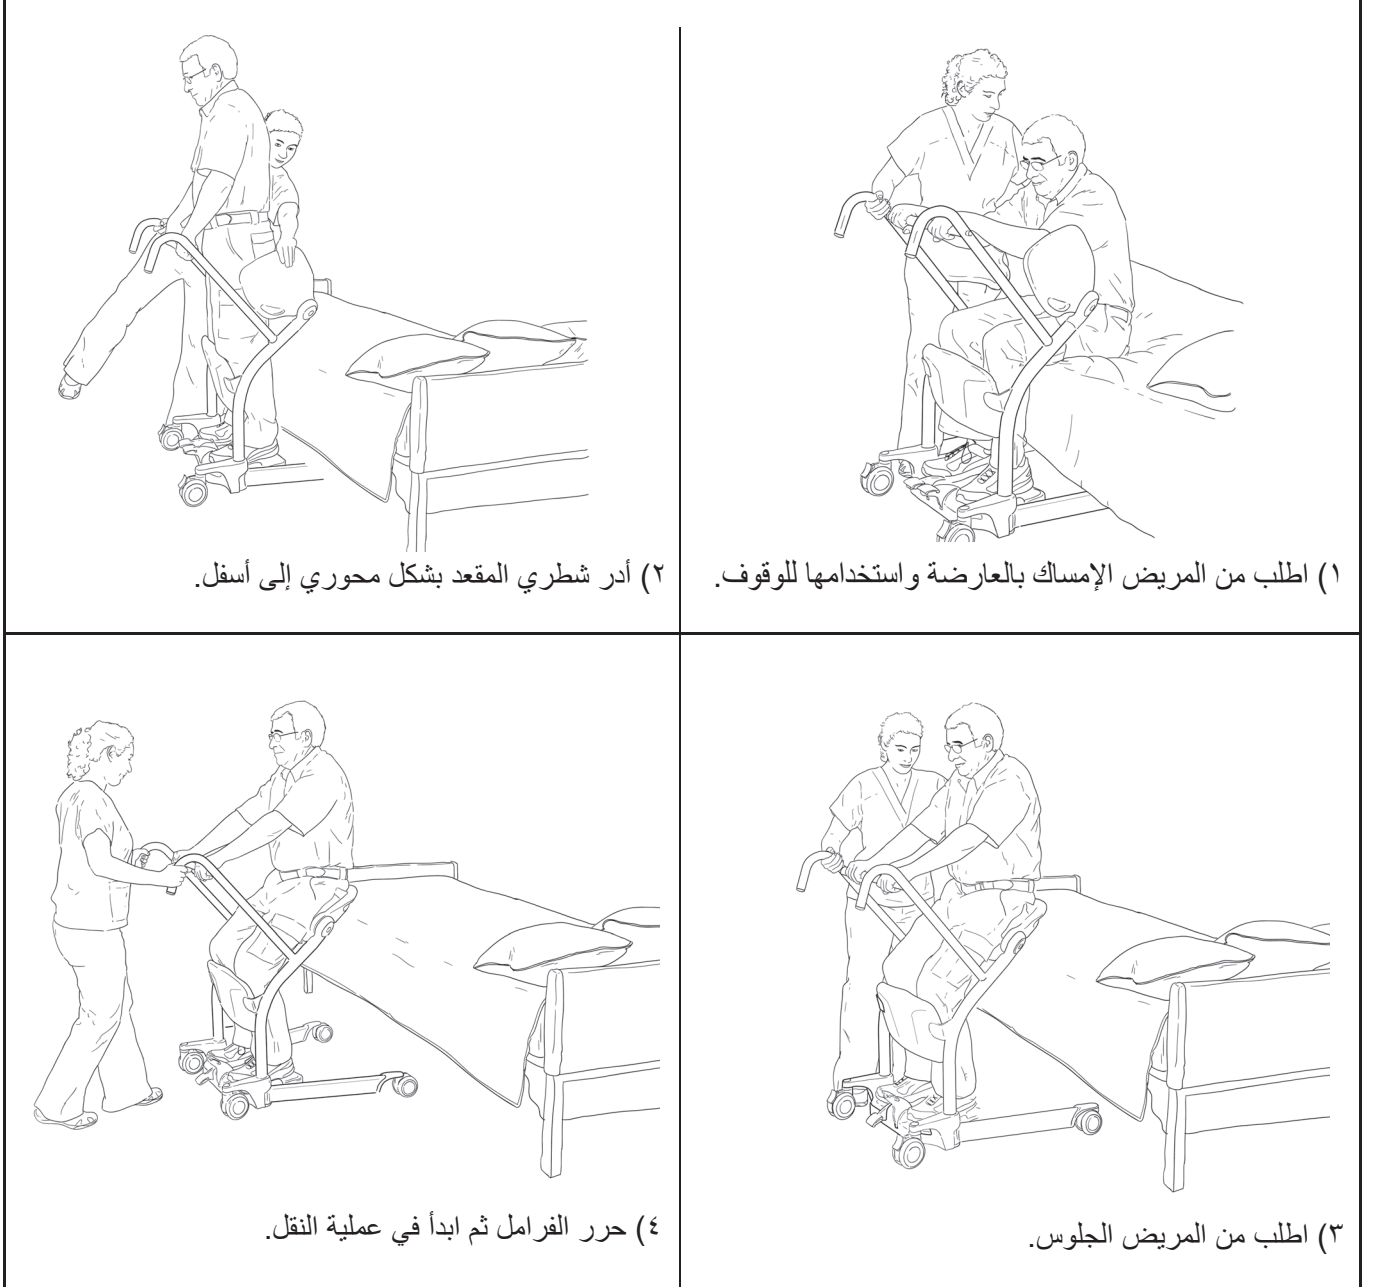 ١) اطلب من المريض الإمساك بالعارضة واستخدامها للوقوف.
٢) أدر شطري المقعد بشكل محوري إلى أسفل.
٣) اطلب من المريض الجلوس.
٤) حرر الفرامل ثم ابدأ في عملية النقل.